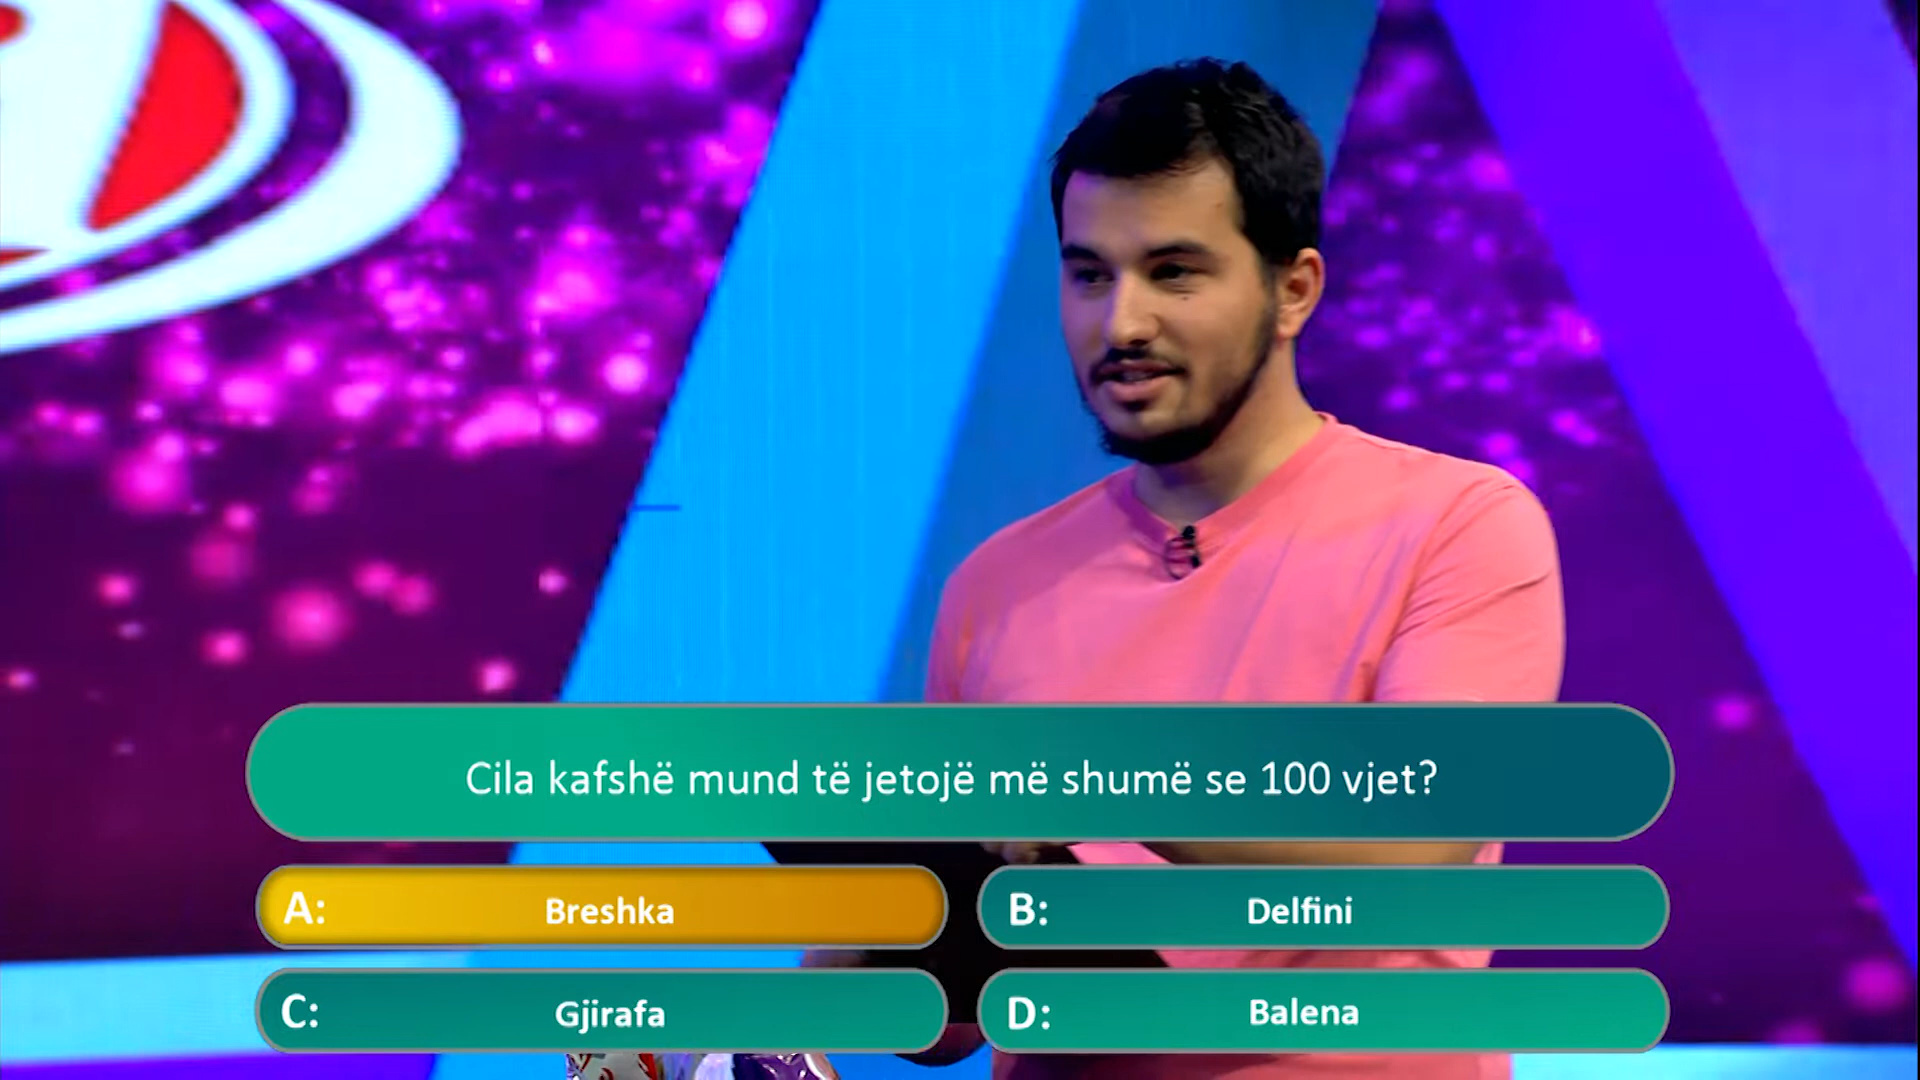 Cila kafshë mund të jetojë më shumë se 100 vjet?
A: Breshka
B: Delfini
C: Gjirafa
D: Balena